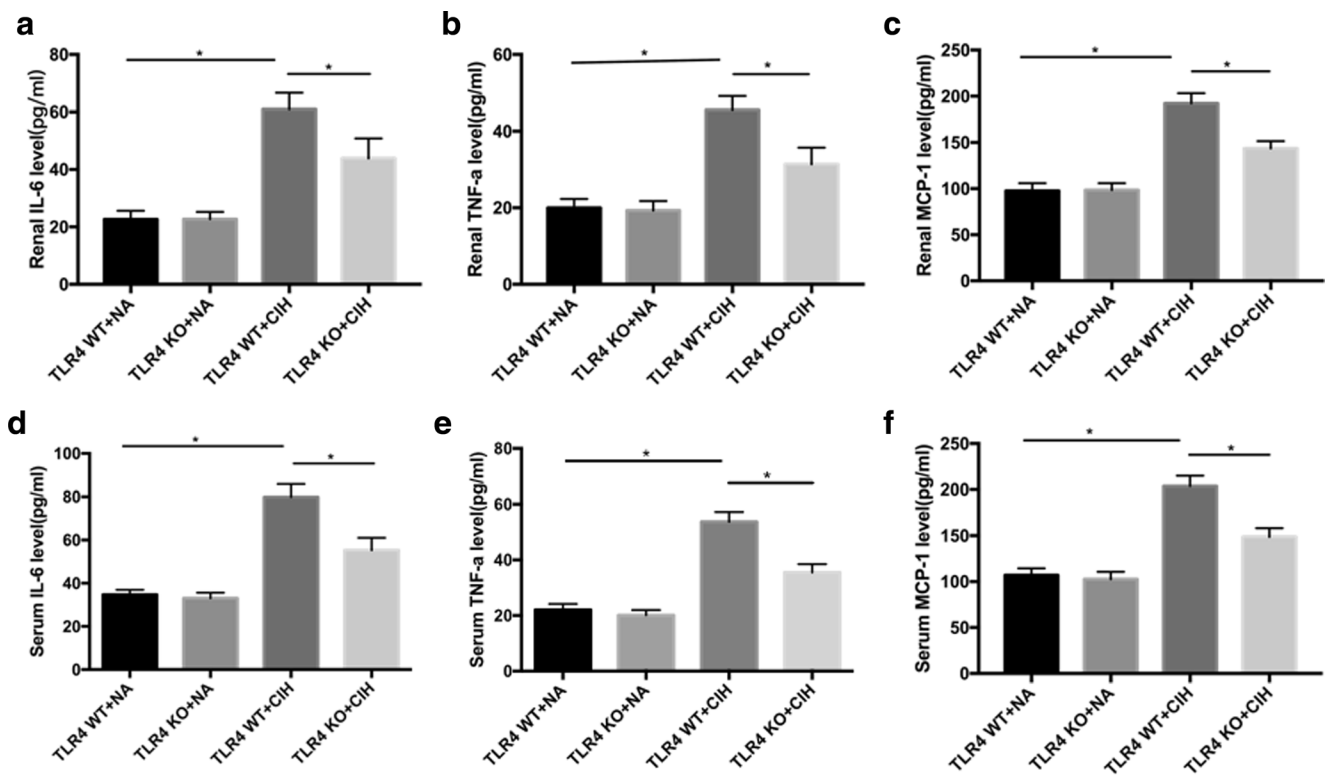 a
*
*
Renal IL-6 level(pg/ml)
80
60
40
20
0
TLR4 WT+NA
TLR4 KO+NA
TLR4 WT+CIH
TLR4 KO+CIH
b
*
*
Renal TNF-a level(pg/ml)
60
40
20
0
TLR4 WT+NA
TLR4 KO+NA
TLR4 WT+CIH
TLR4 KO+CIH
c
*
*
Renal MCP-1 level(pg/ml)
250
200
150
100
50
0
TLR4 WT+NA
TLR4 KO+NA
TLR4 WT+CIH
TLR4 KO+CIH
d
*
*
Serum IL-6 level(pg/ml)
100
80
60
40
20
0
TLR4 WT+NA
TLR4 KO+NA
TLR4 WT+CIH
TLR4 KO+CIH
e
*
*
Serum TNF-a level(pg/ml)
80
60
40
20
0
TLR4 WT+NA
TLR4 KO+NA
TLR4 WT+CIH
TLR4 KO+CIH
f
*
*
Serum MCP-1 level(pg/ml)
250
200
150
100
50
0
TLR4 WT+NA
TLR4 KO+NA
TLR4 WT+CIH
TLR4 KO+CIH